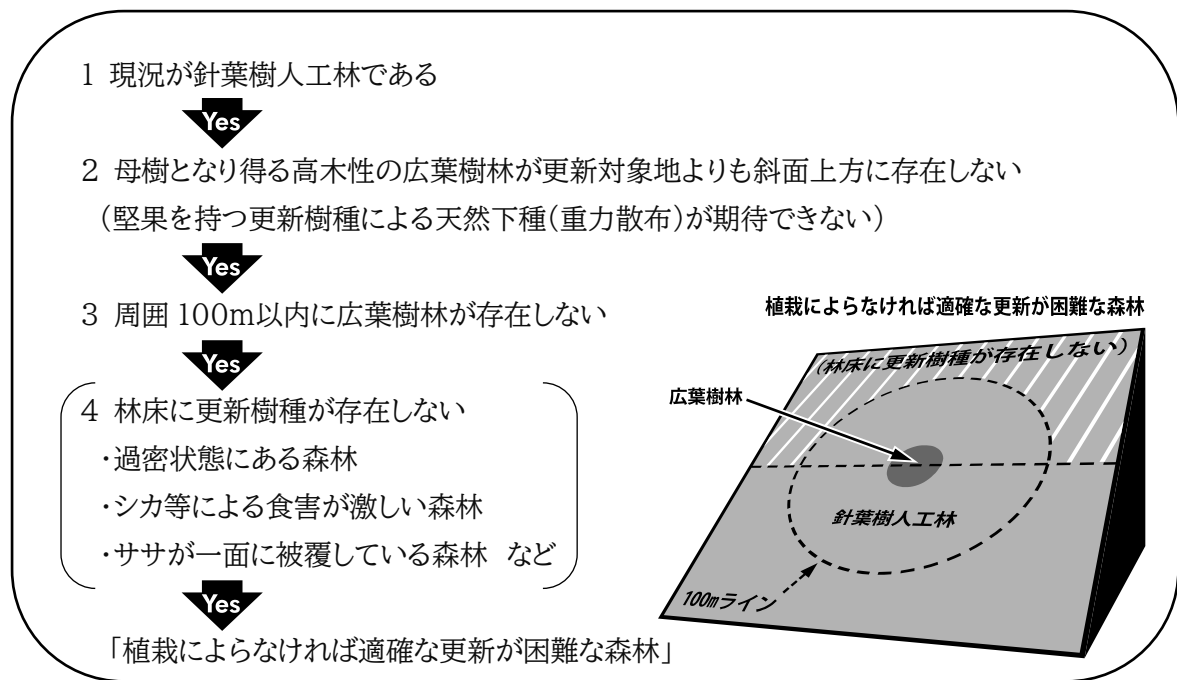 1 現況が針葉樹人工林である
Yes
2 母樹となり得る高木性の広葉樹林が更新対象地よりも斜面上方に存在しない
(堅果を持つ更新樹種による天然下種(重力散布)が期待できない)
Yes
3 周囲 100m以内に広葉樹林が存在しない
Yes
4 林床に更新樹種が存在しない
・過密状態にある森林
・シカ等による食害が激しい森林
・ササが一面に被覆している森林 など
Yes
「植栽によらなければ適確な更新が困難な森林」
植栽によらなければ適確な更新が困難な森林
(林床に更新樹種が存在しない)
広葉樹林
針葉樹人工林
100mライン